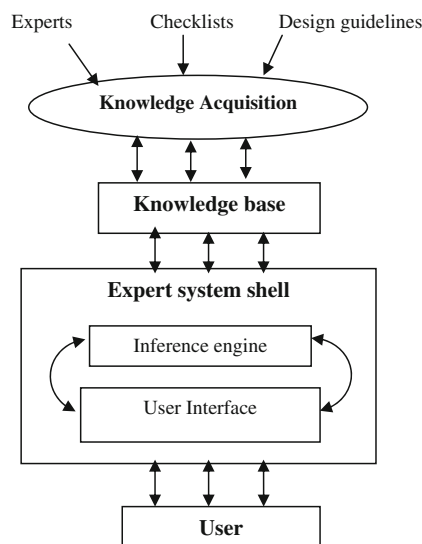 Experts Checklists Design guidelines
Knowledge Acquisition
Knowledge base
Expert system shell
Inference engine
User Interface
User